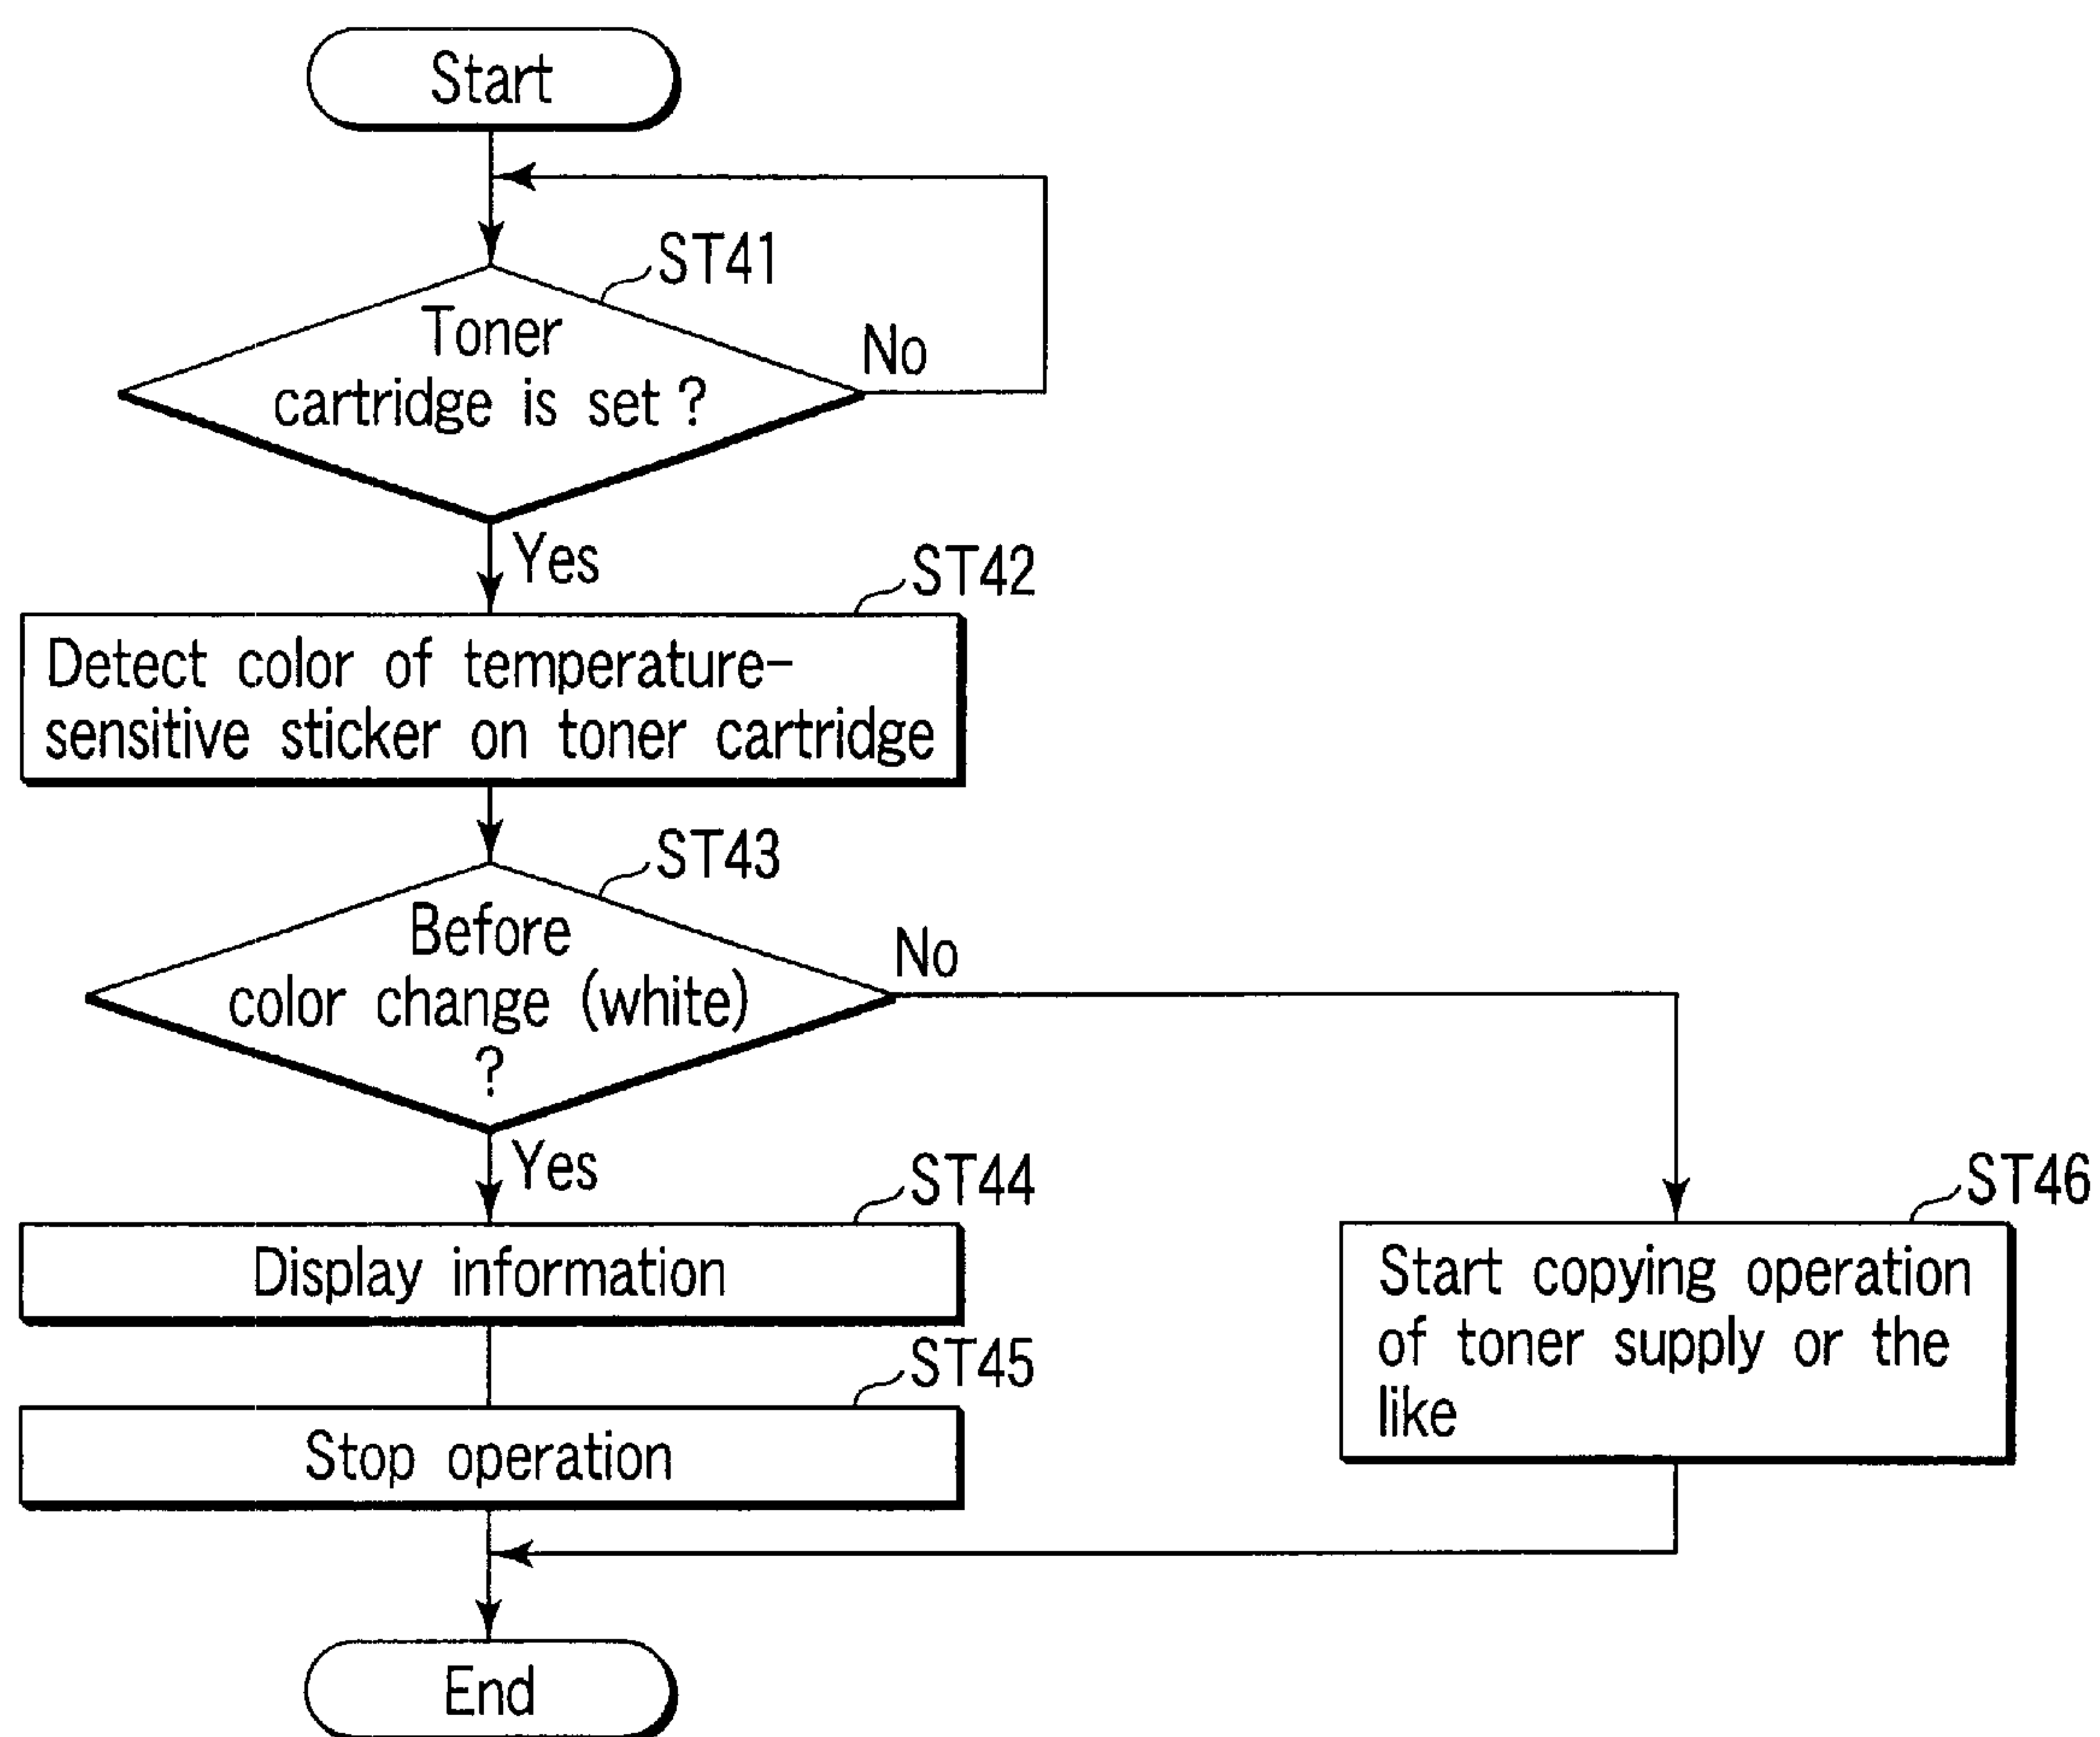 Start
ST41
Toner
cartridge is set ?
No
Yes
ST42
Detect color of temperature-
sensitive sticker on toner cartridge
ST43
Before
color change (white)
?
No
Yes
ST44
Display information
ST45
Stop operation
ST46
Start copying operation
of toner supply or the
like
End